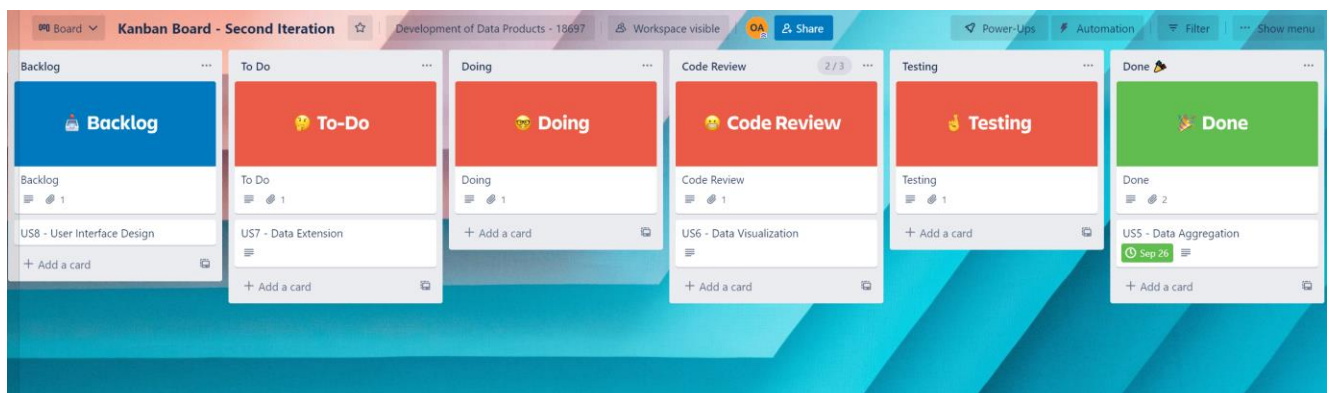 Board
Kanban Board - Second Iteration
Development of Data Products - 18697
Workspace visible
OA
Share
Power-Ups
Automation
Filter
Show menu
Backlog
Backlog
Backlog
1
US8 - User Interface Design
+ Add a card
To Do
To-Do
To Do
1
US7 - Data Extension
+ Add a card
Doing
Doing
Doing
1
+ Add a card
Code Review
2 / 3
Code Review
Code Review
1
US6 - Data Visualization
+ Add a card
Testing
Testing
Testing
1
+ Add a card
Done
Done
Done
2
US5 - Data Aggregation
Sep 26
+ Add a card